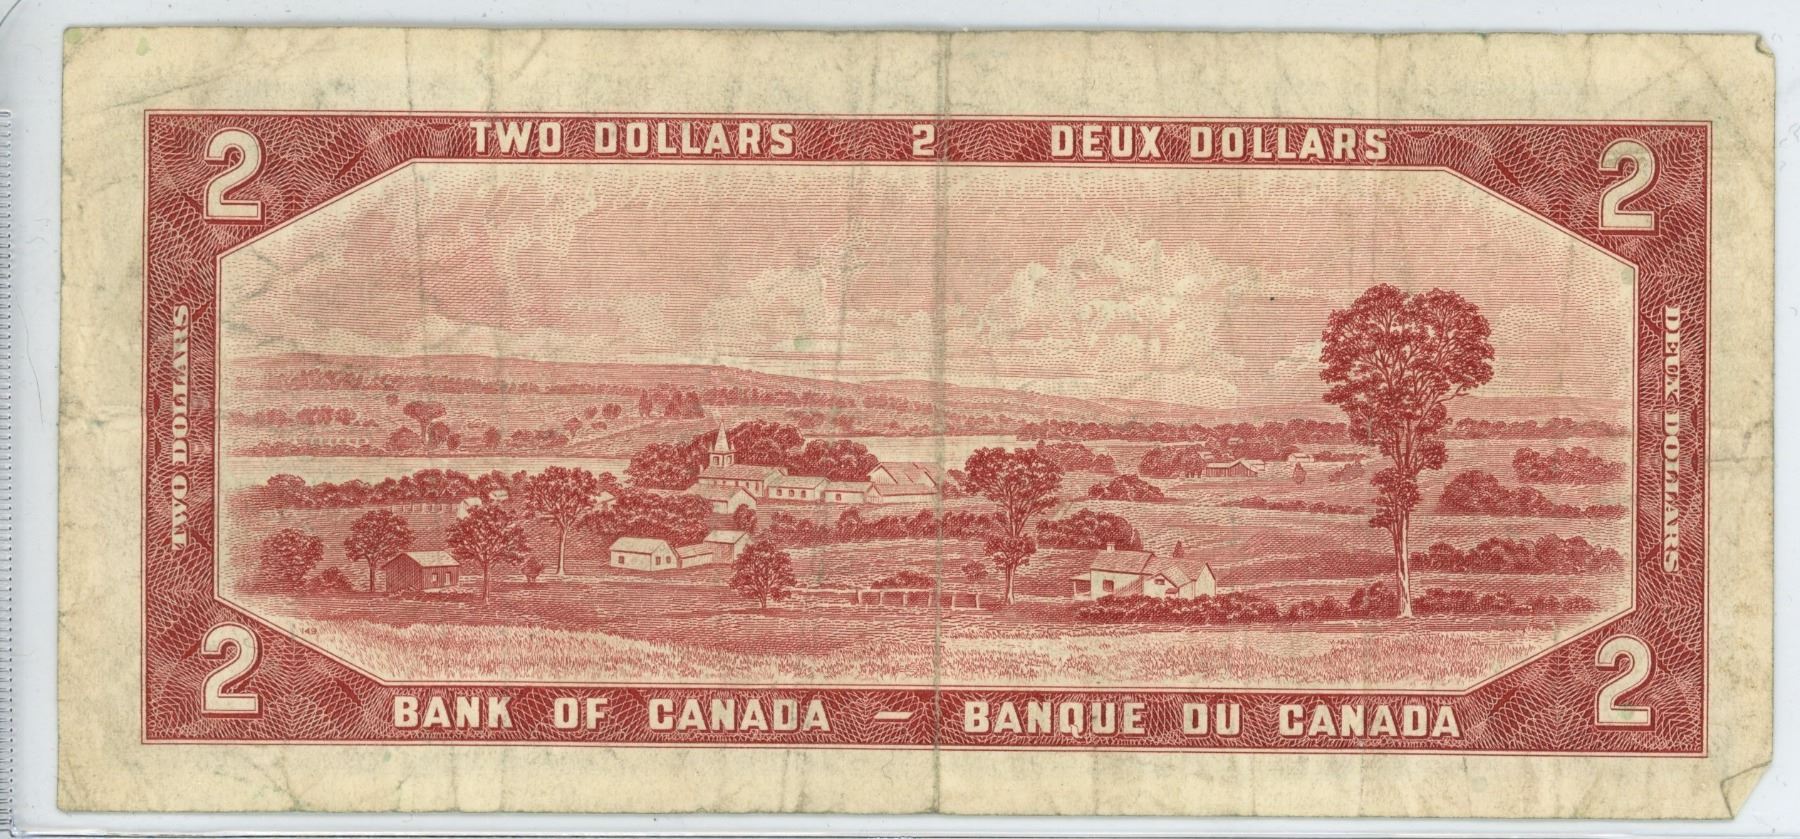 2 TWO DOLLARS 2 DEUX DOLLARS 2
TWO DOLLARS
DEUX DOLLARS
149
2 BANK OF CANADA — BANQUE DU CANADA 2